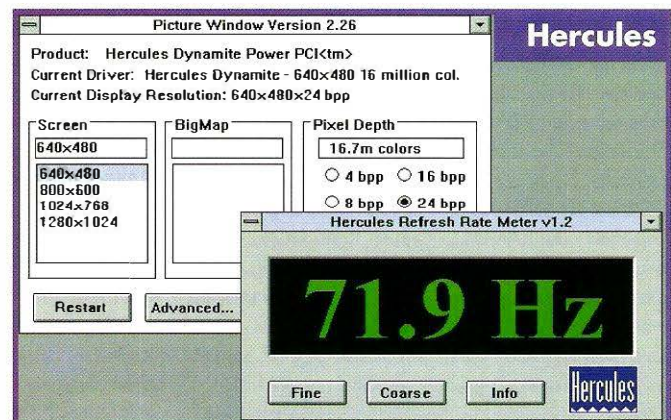 Picture Window Version 2.26
Hercules
Product: Hercules Dynamite Power PCI<tm>
Current Driver: Hercules Dynamite - 640x480 16 million col.
Current Display Resolution: 640x480x24 bpp
Screen
BigMap
Pixel Depth
640x480
16.7m colors
640x480
800x600
1024x768
1280x1024
4 bpp
16 bpp
8 bpp
24 bpp
Hercules Refresh Rate Meter v1.2
71.9 Hz
Restart
Advanced...
Fine
Coarse
Info
Hercules